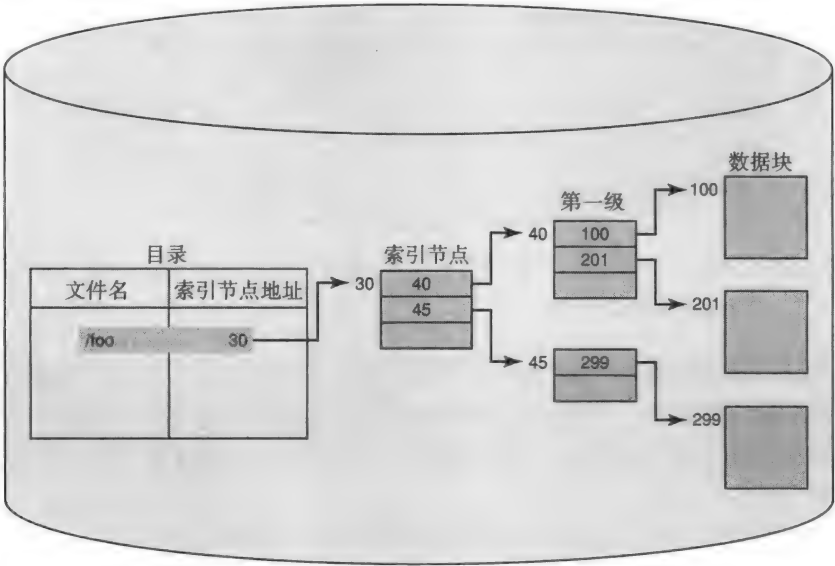 数据块
100
第一级
40 100
201
目录
索引节点
文件名 索引节点地址
30 40
45
201
/foo 30
45 299
299